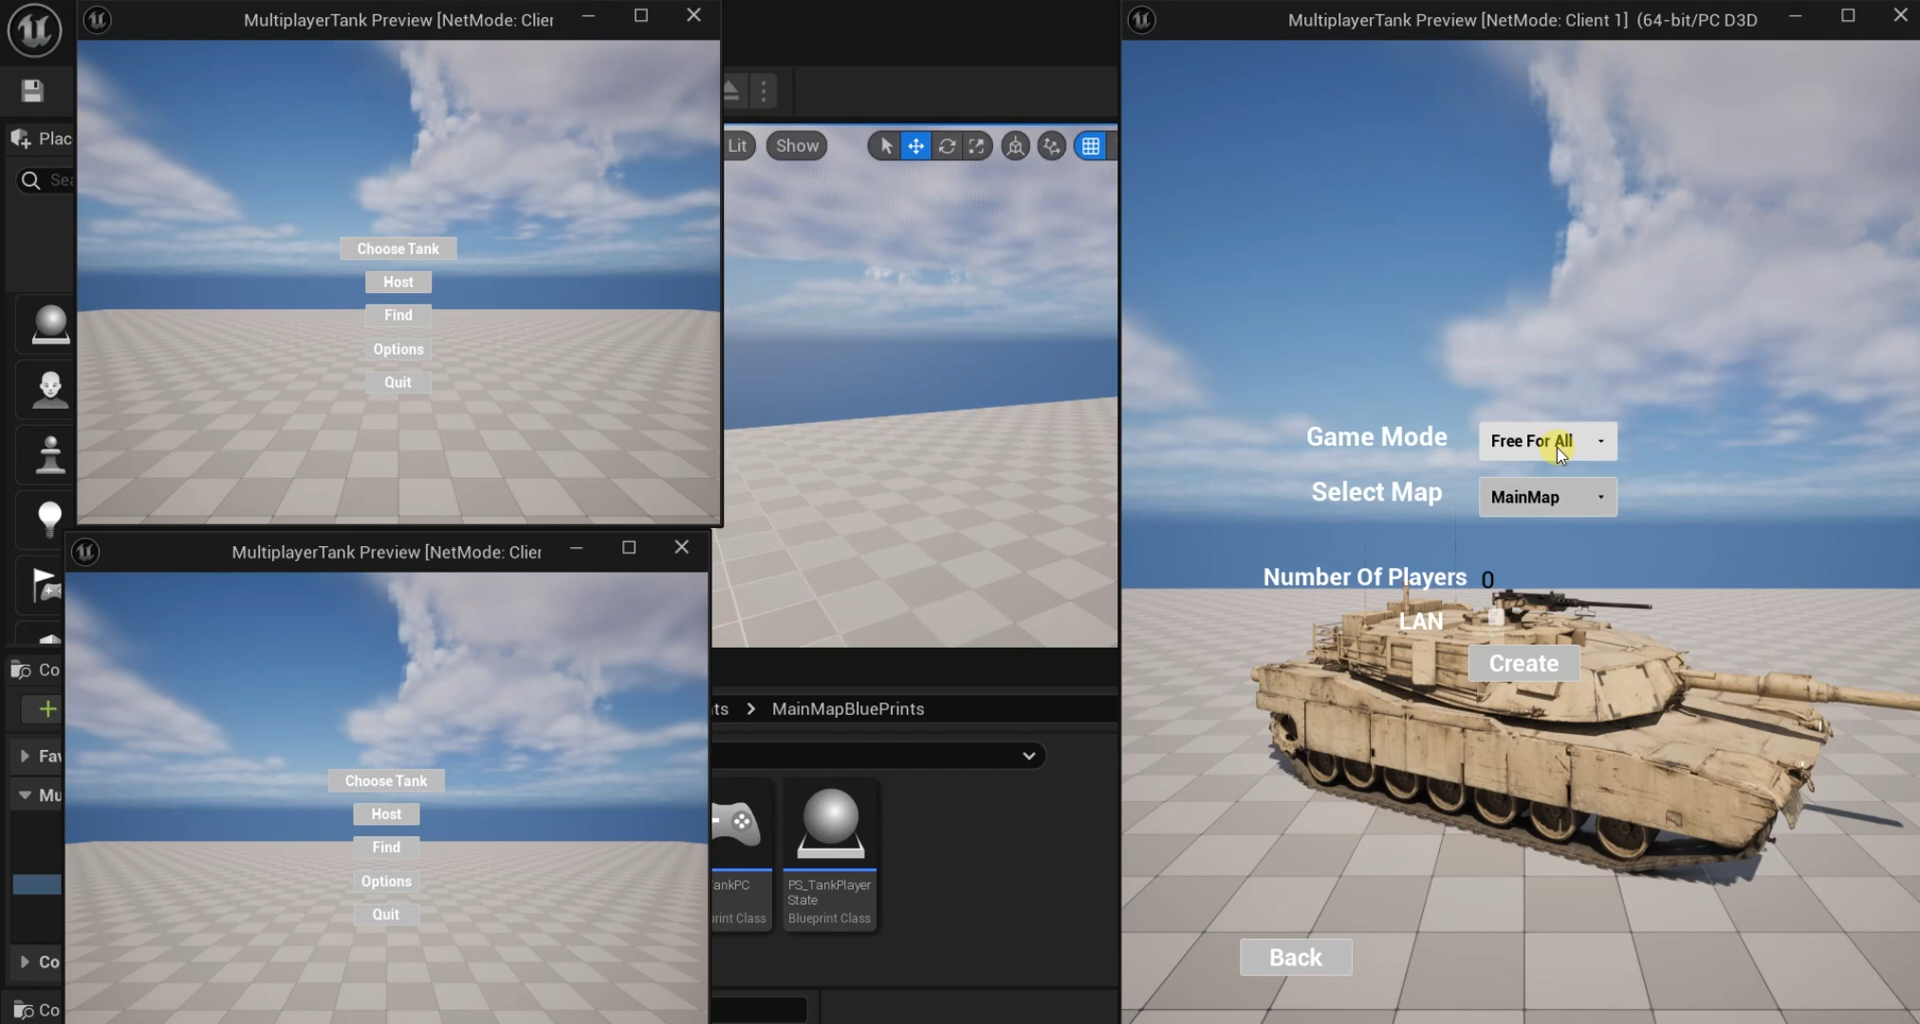 MultiplayerTank Preview [NetMode: Clier
Choose Tank
Host
Find
Options
Quit
MultiplayerTank Preview [NetMode: Clier
Choose Tank
Host
Find
Options
Quit
Plac
Sea
Co
Fav
Mu
Co
Co
Lit
Show
ts > MainMapBluePrints
TankPC
rint Class
PS_TankPlayer
State
Blueprint Class
MultiplayerTank Preview [NetMode: Client 1] (64-bit/PC D3D
Game Mode
Free For All
Select Map
MainMap
Number Of Players 0
LAN
Create
Back